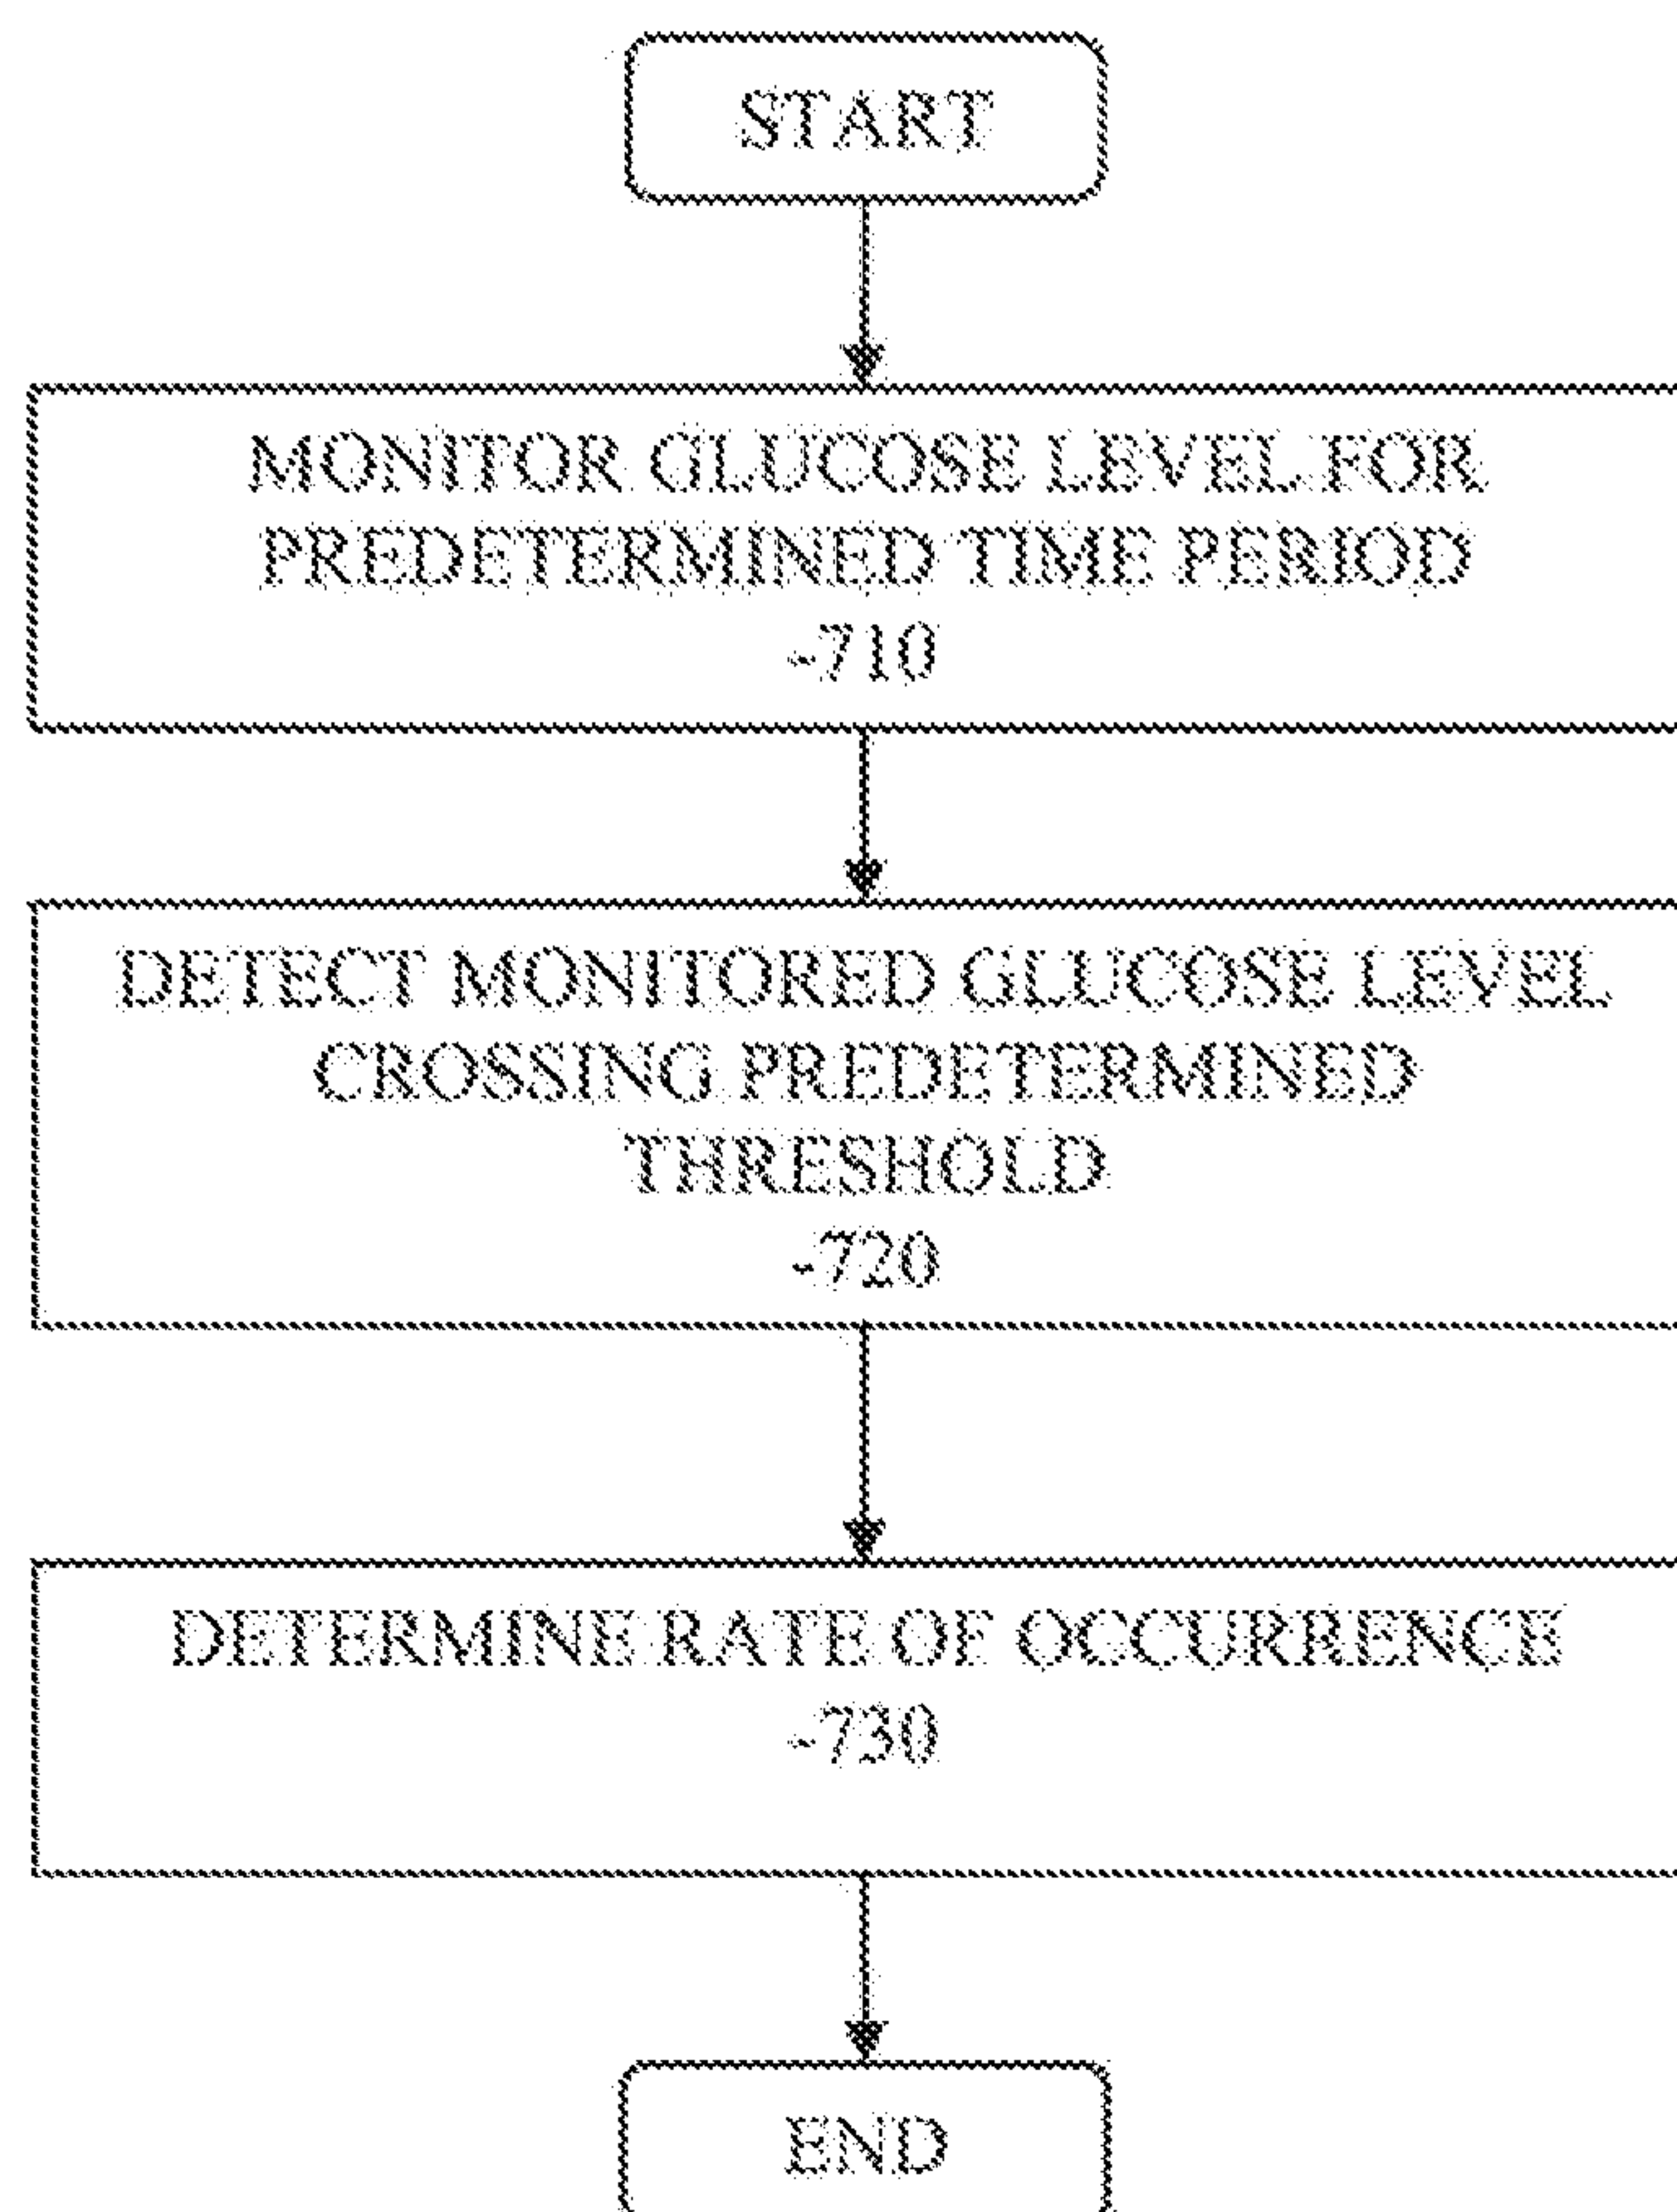 START
MONITOR GLUCOSE LEVEL FOR
PREDETERMINED TIME PERIOD
-710
DETECT MONITORED GLUCOSE LEVEL
CROSSING PREDETERMINED
THRESHOLD
-720
DETERMINE RATE OF OCCURRENCE
-730
END